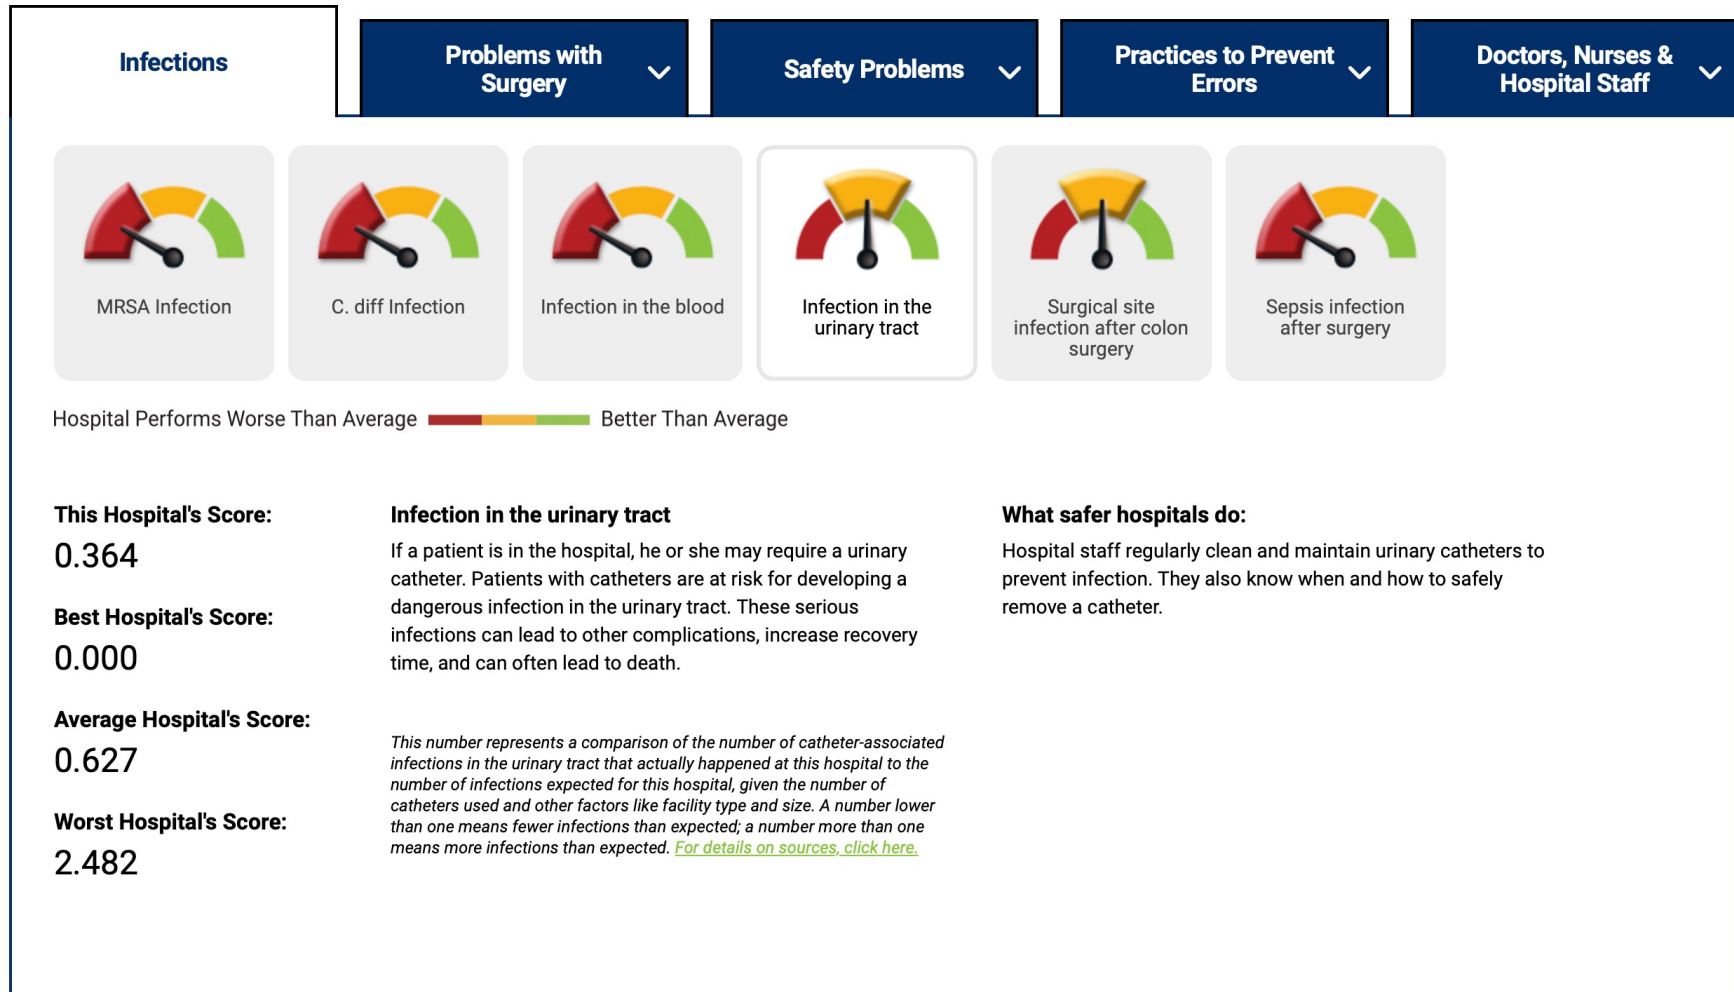 Infections
Problems with
Surgery
Safety Problems
Practices to Prevent
Errors
Doctors, Nurses &
Hospital Staff
MRSA Infection
C. diff Infection
Infection in the blood
Infection in the
urinary tract
Surgical site
infection after colon
surgery
Sepsis infection
after surgery
Hospital Performs Worse Than Average
Better Than Average
This Hospital's Score:
0.364
Best Hospital's Score:
0.000
Average Hospital's Score:
0.627
Worst Hospital's Score:
2.482
Infection in the urinary tract
If a patient is in the hospital, he or she may require a urinary
catheter. Patients with catheters are at risk for developing a
dangerous infection in the urinary tract. These serious
infections can lead to other complications, increase recovery
time, and can often lead to death.
This number represents a comparison of the number of catheter-associated
infections in the urinary tract that actually happened at this hospital to the
number of infections expected for this hospital, given the number of
catheters used and other factors like facility type and size. A number lower
than one means fewer infections than expected; a number more than one
means more infections than expected. For details on sources, click here.
What safer hospitals do:
Hospital staff regularly clean and maintain urinary catheters to
prevent infection. They also know when and how to safely
remove a catheter.